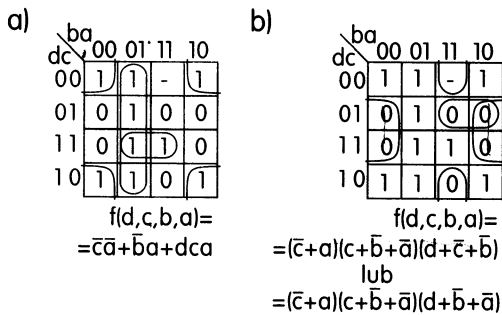 a)
ba
dc 00 01 11 10
00 1 1 - 1
01 0 1 0 0
11 0 1 1 0
10 1 1 0 1
f(d,c,b,a)=
=c̄ā+b̄a+dca
b)
ba
dc 00 01 11 10
00 1 1 - 1
01 0 1 0 0
11 0 1 1 0
10 1 1 0 1
f(d,c,b,a)=
=(c̄+a)(c+b̄+ā)(d+c̄+b̄)
lub
=(c̄+a)(c+b̄+ā)(d+b̄+ā)